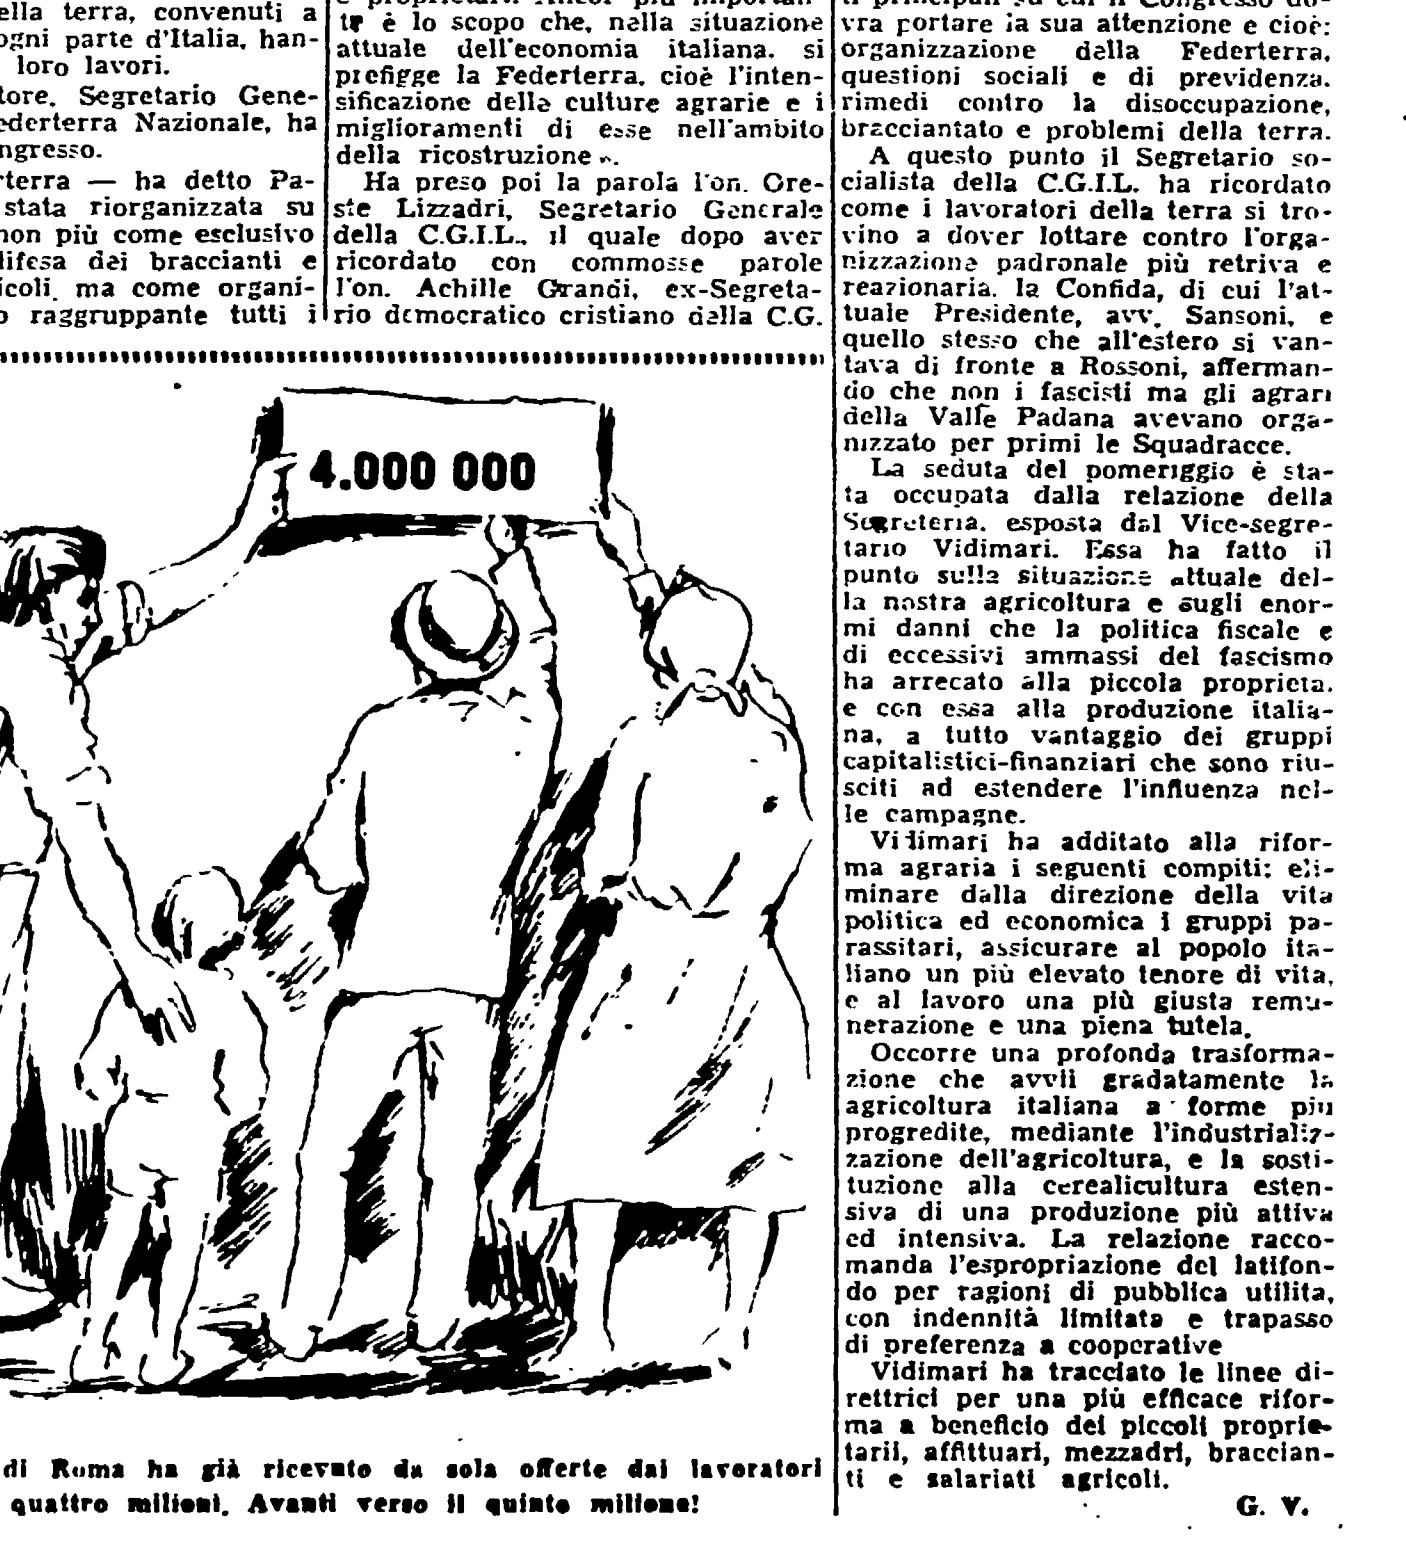 ella terra, convenuti a
ogni parte d'Italia, han-
loro lavori.
tore, Segretario Gene-
ederterra Nazionale, ha
ngresso.
rterra — ha detto Pa-
stata riorganizzata su
non più come esclusivo
difesa dei braccianti e
icoli, ma come organi-
o raggruppante tutti i
te è lo scopo che, nella situazione
attuale dell'economia italiana, si
prefigge la Federterra, cioè l'inten-
sificazione delle culture agrarie e i
miglioramenti di esse nell'ambito
della ricostruzione ».
Ha preso poi la parola l'on. Ore-
ste Lizzadri, Segretario Generale
della C.G.I.L., il quale dopo aver
ricordato con commosse parole
l'on. Achille Grandi, ex-Segreta-
rio democratico cristiano della C.G.
4.000 000
di Roma ha già ricevuto da sola offerte dai lavoratori
quattro milioni. Avanti verso il quinto milione!
vra portare la sua attenzione e cioè:
organizzazione della Federterra,
questioni sociali e di previdenza,
rimedi contro la disoccupazione,
bracciantato e problemi della terra.
A questo punto il Segretario so-
cialista della C.G.I.L. ha ricordato
come i lavoratori della terra si tro-
vino a dover lottare contro l'orga-
nizzazione padronale più retriva e
reazionaria, la Confida, di cui l'at-
tuale Presidente, avv. Sansoni, e
quello stesso che all'estero si van-
tava di fronte a Rossoni, afferman-
do che non i fascisti ma gli agrari
della Valle Padana avevano orga-
nizzato per primi le Squadracce.
La seduta del pomeriggio è sta-
ta occupata dalla relazione della
Segreteria, esposta dal Vice-segre-
tario Vidimari. Essa ha fatto il
punto sulla situazione attuale del-
la nostra agricoltura e sugli enor-
mi danni che la politica fiscale e
di eccessivi ammassi del fascismo
ha arrecato alla piccola proprieta,
e con essa alla produzione italia-
na, a tutto vantaggio dei gruppi
capitalistici-finanziari che sono riu-
sciti ad estendere l'influenza nel-
le campagne.
Vidimari ha additato alla rifor-
ma agraria i seguenti compiti: eli-
minare dalla direzione della vita
politica ed economica i gruppi pa-
rassitari, assicurare al popolo ita-
liano un più elevato tenore di vita,
e al lavoro una più giusta remu-
nerazione e una piena tutela.
Occorre una profonda trasforma-
zione che avvii gradatamente la
agricoltura italiana a forme piu
progredite, mediante l'industrializ-
zazione dell'agricoltura, e la sosti-
tuzione alla cerealicultura esten-
siva di una produzione più attiva
ed intensiva. La relazione racco-
manda l'espropriazione del latifon-
do per ragioni di pubblica utilita,
con indennità limitata e trapasso
di preferenza a cooperative
Vidimari ha tracciato le linee di-
rettrici per una più efficace rifor-
ma a beneficio dei piccoli proprie-
tarii, affittuari, mezzadri, braccian-
ti e salariati agricoli.
G. V.